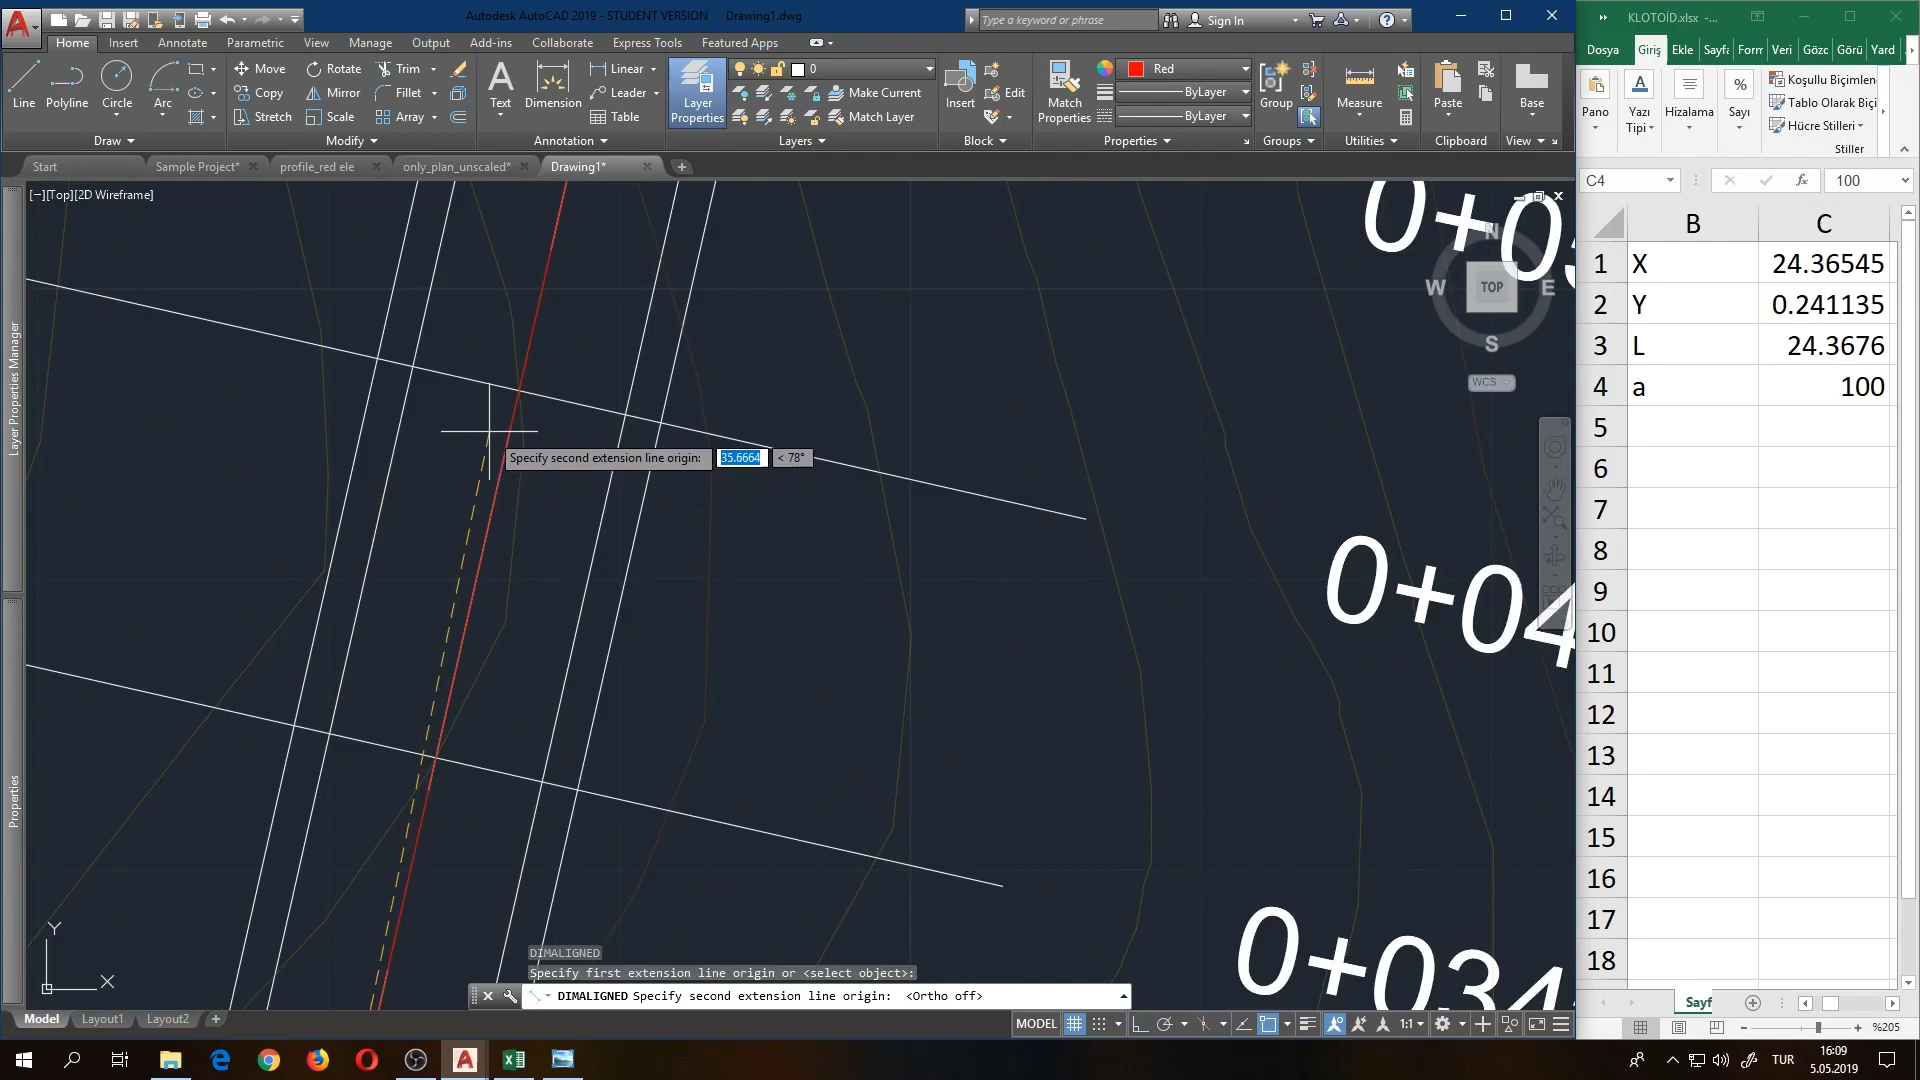 Autodesk AutoCAD 2019 - STUDENT VERSION Drawing1.dwg
Type a keyword or phrase
Sign In
Home Insert Annotate Parametric View Manage Output Add-ins Collaborate Express Tools Featured Apps
Line
Polyline
Circle
Arc
Move Rotate Trim
Copy Mirror Fillet
Stretch Scale Array
Text
Dimension
Linear
Leader
Table
Layer
Properties
0
Make Current
Match Layer
Insert
Edit
Match
Properties
Red
ByLayer
ByLayer
Group
Measure
Paste
Base
Draw Modify Annotation Layers Block Properties Groups Utilities Clipboard View
Start Sample Project* profile_red ele only_plan_unscaled* Drawing1*
[−][Top][2D Wireframe]
Layer Properties Manager
Properties
N
W TOP E
S
WCS
Specify second extension line origin: 35.6664 < 78°
0+04
0+034
Y
X
DIMALIGNED
Specify first extension line origin or <select object>:
DIMALIGNED Specify second extension line origin: <Ortho off>
Model Layout1 Layout2
MODEL 1:1
KLOTOİD.xlsx -...
Dosya Giriş Ekle Sayfa Form Veri Gözc Görü Yard
Pano
Yazı
Tipi
Hizalama
%
Sayı
Koşullu Biçimlen
Tablo Olarak Biçi
Hücre Stilleri
Stiller
C4 fx 100
B C
1 X 24.36545
2 Y 0.241135
3 L 24.3676
4 a 100
5
6
7
8
9
10
11
12
13
14
15
16
17
18
Sayf
%205
TUR
16:09
5.05.2019